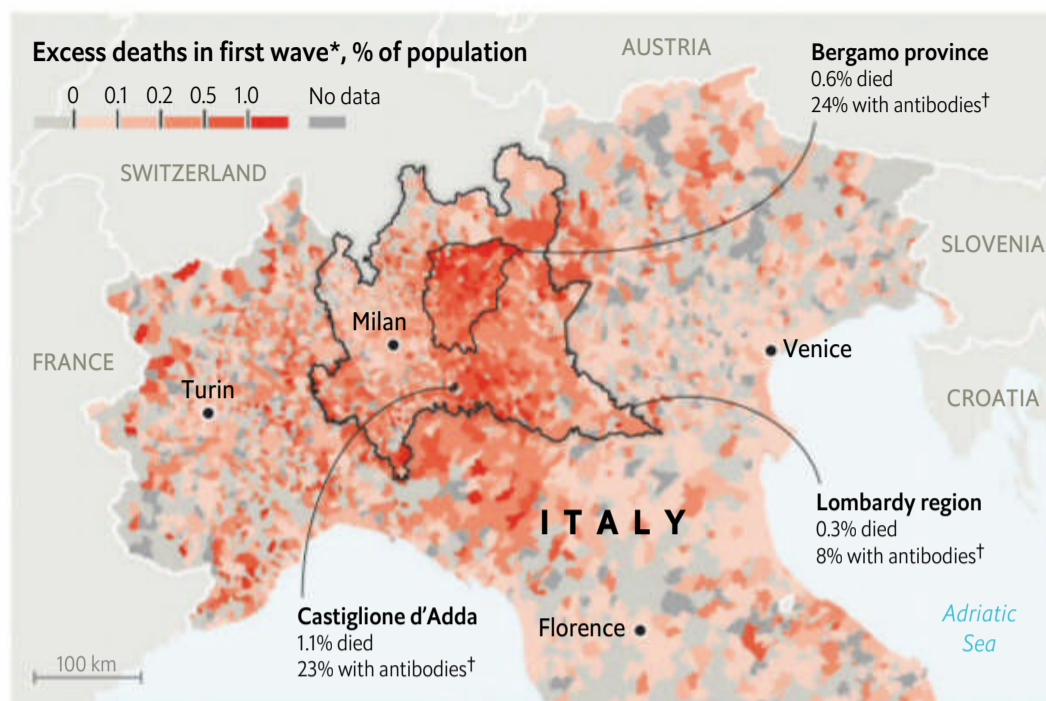 Excess deaths in first wave*, % of population
0 0.1 0.2 0.5 1.0 No data
AUSTRIA
Bergamo province
0.6% died
24% with antibodies†
SWITZERLAND
SLOVENIA
Milan
Venice
FRANCE
Turin
CROATIA
Lombardy region
0.3% died
8% with antibodies†
ITALY
Castiglione d'Adda
1.1% died
23% with antibodies†
Florence
Adriatic
Sea
100 km